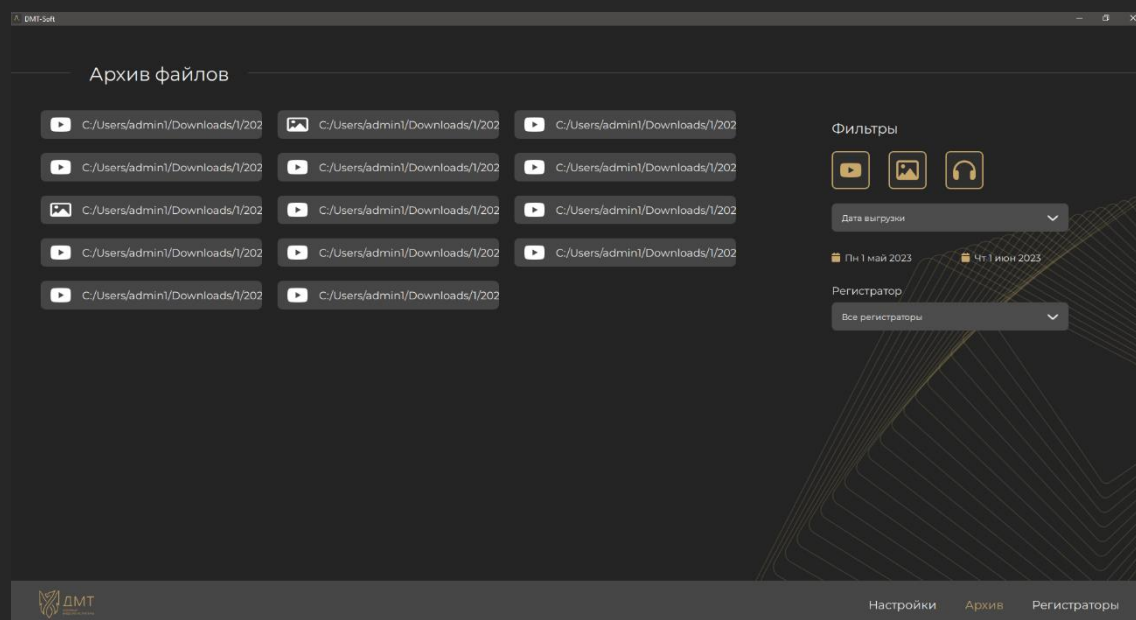 DMT-Soft
Архив файлов
C:/Users/admin1/Downloads/1/202
C:/Users/admin1/Downloads/1/202
C:/Users/admin1/Downloads/1/202
C:/Users/admin1/Downloads/1/202
C:/Users/admin1/Downloads/1/202
C:/Users/admin1/Downloads/1/202
C:/Users/admin1/Downloads/1/202
C:/Users/admin1/Downloads/1/202
C:/Users/admin1/Downloads/1/202
C:/Users/admin1/Downloads/1/202
C:/Users/admin1/Downloads/1/202
C:/Users/admin1/Downloads/1/202
C:/Users/admin1/Downloads/1/202
C:/Users/admin1/Downloads/1/202
Фильтры
Дата выгрузки
Пн 1 май 2023
Чт 1 июн 2023
Регистратор
Все регистраторы
ДМТ
Настройки
Архив
Регистраторы